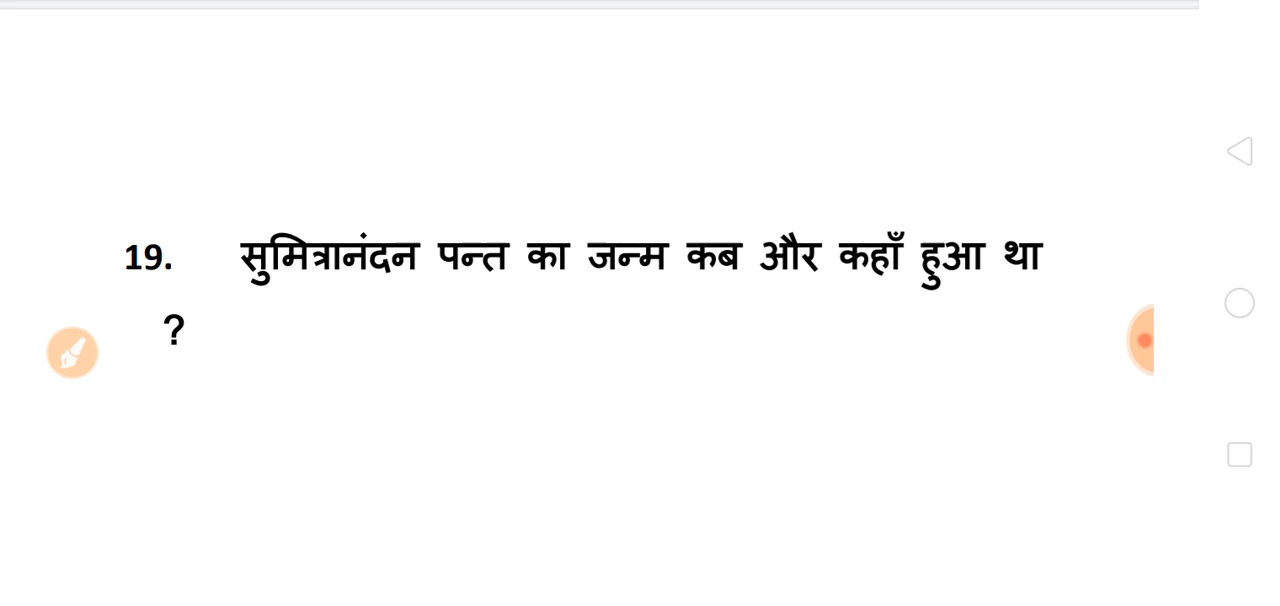 19. सुमित्रानंदन पन्त का जन्म कब और कहाँ हुआ था
?